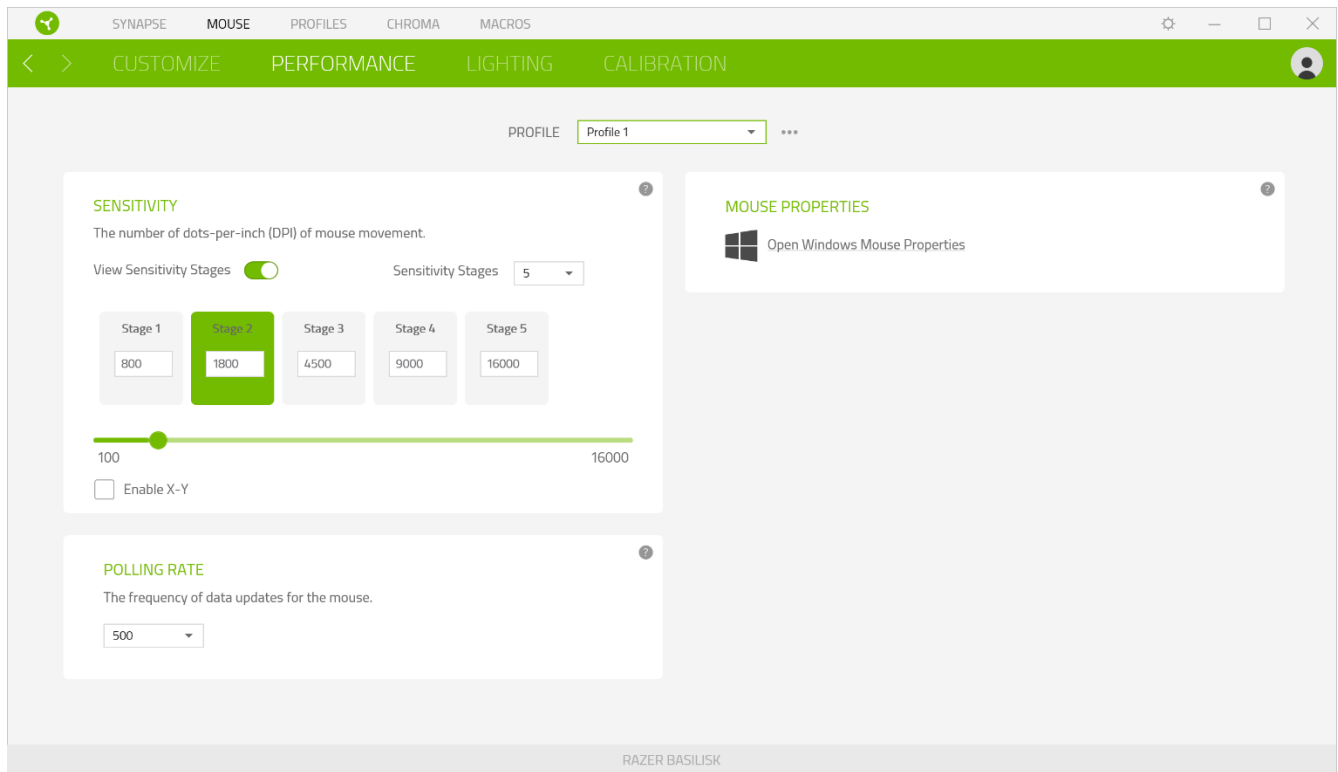 SYNAPSE MOUSE PROFILES CHROMA MACROS
CUSTOMIZE PERFORMANCE LIGHTING CALIBRATION
PROFILE Profile 1
SENSITIVITY
The number of dots-per-inch (DPI) of mouse movement.
View Sensitivity Stages Sensitivity Stages 5
Stage 1 Stage 2 Stage 3 Stage 4 Stage 5
800 1800 4500 9000 16000
100 16000
Enable X-Y
MOUSE PROPERTIES
Open Windows Mouse Properties
POLLING RATE
The frequency of data updates for the mouse.
500
RAZER BASILISK